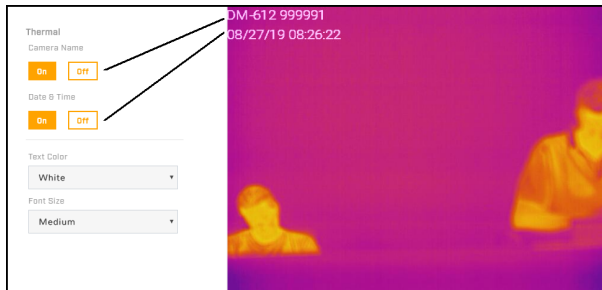 Thermal
Camera Name
On Off
Date & Time
On Off
Text Color
White
Font Size
Medium
DM-612 999991
08/27/19 08:26:22